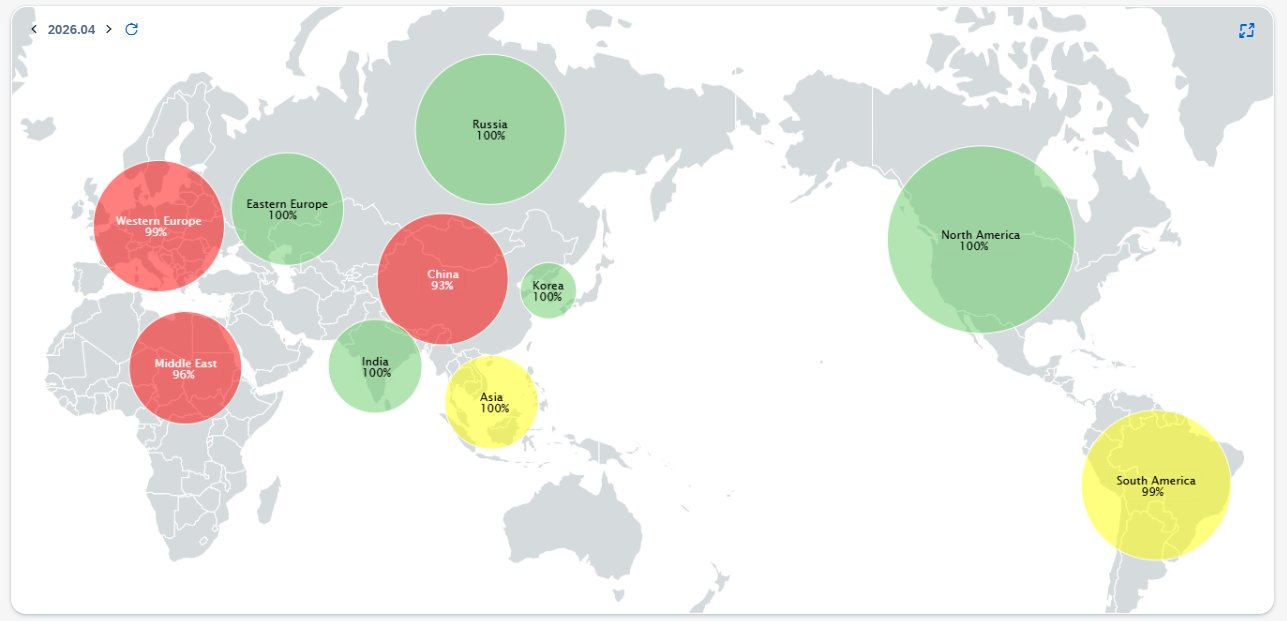 2026.04
Russia
100%
Eastern Europe
100%
Western Europe
99%
North America
100%
China
93%
Korea
100%
Middle East
96%
India
100%
Asia
100%
South America
99%